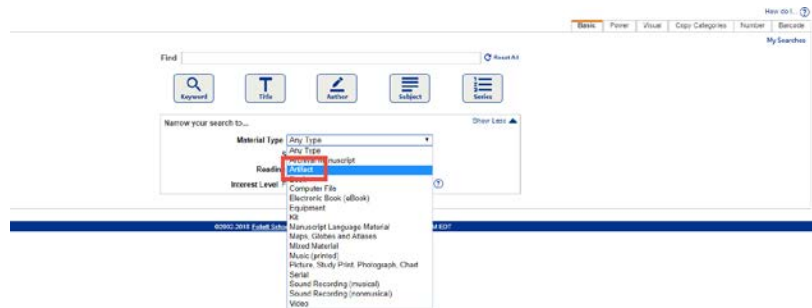 How do I...
Basic Power Visual Copy Categories Number Barcode
My Searches
Find Reset All
Keyword Title Author Subject Series
Narrow your search to... Show Less
Material Type Any Type
Any Type
Artifact
Reading
Interest Level
Computer File
Electronic Book (eBook)
Equipment
Kit
©2002-2018 Follett
Manuscript Language Material
Maps, Globes and Atlases
Mixed Material
Music (printed)
Picture, Study Print, Photograph, Chart
Serial
Sound Recording (musical)
Sound Recording (nonmusical)
Video